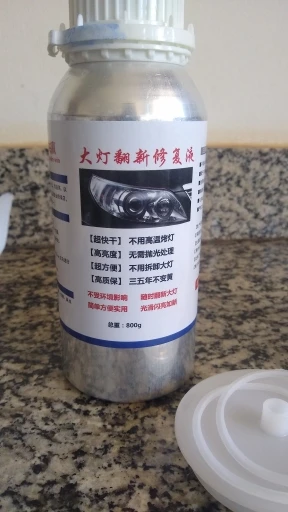 大灯翻新修复液
【超快干】 不用高温烤灯
【高亮度】 无需抛光处理
【超方便】 不用拆卸大灯
【高质保】 三五年不变黄
不受环境影响 随时翻新大灯
简单方便实用 光滑闪亮如新
总重：800g